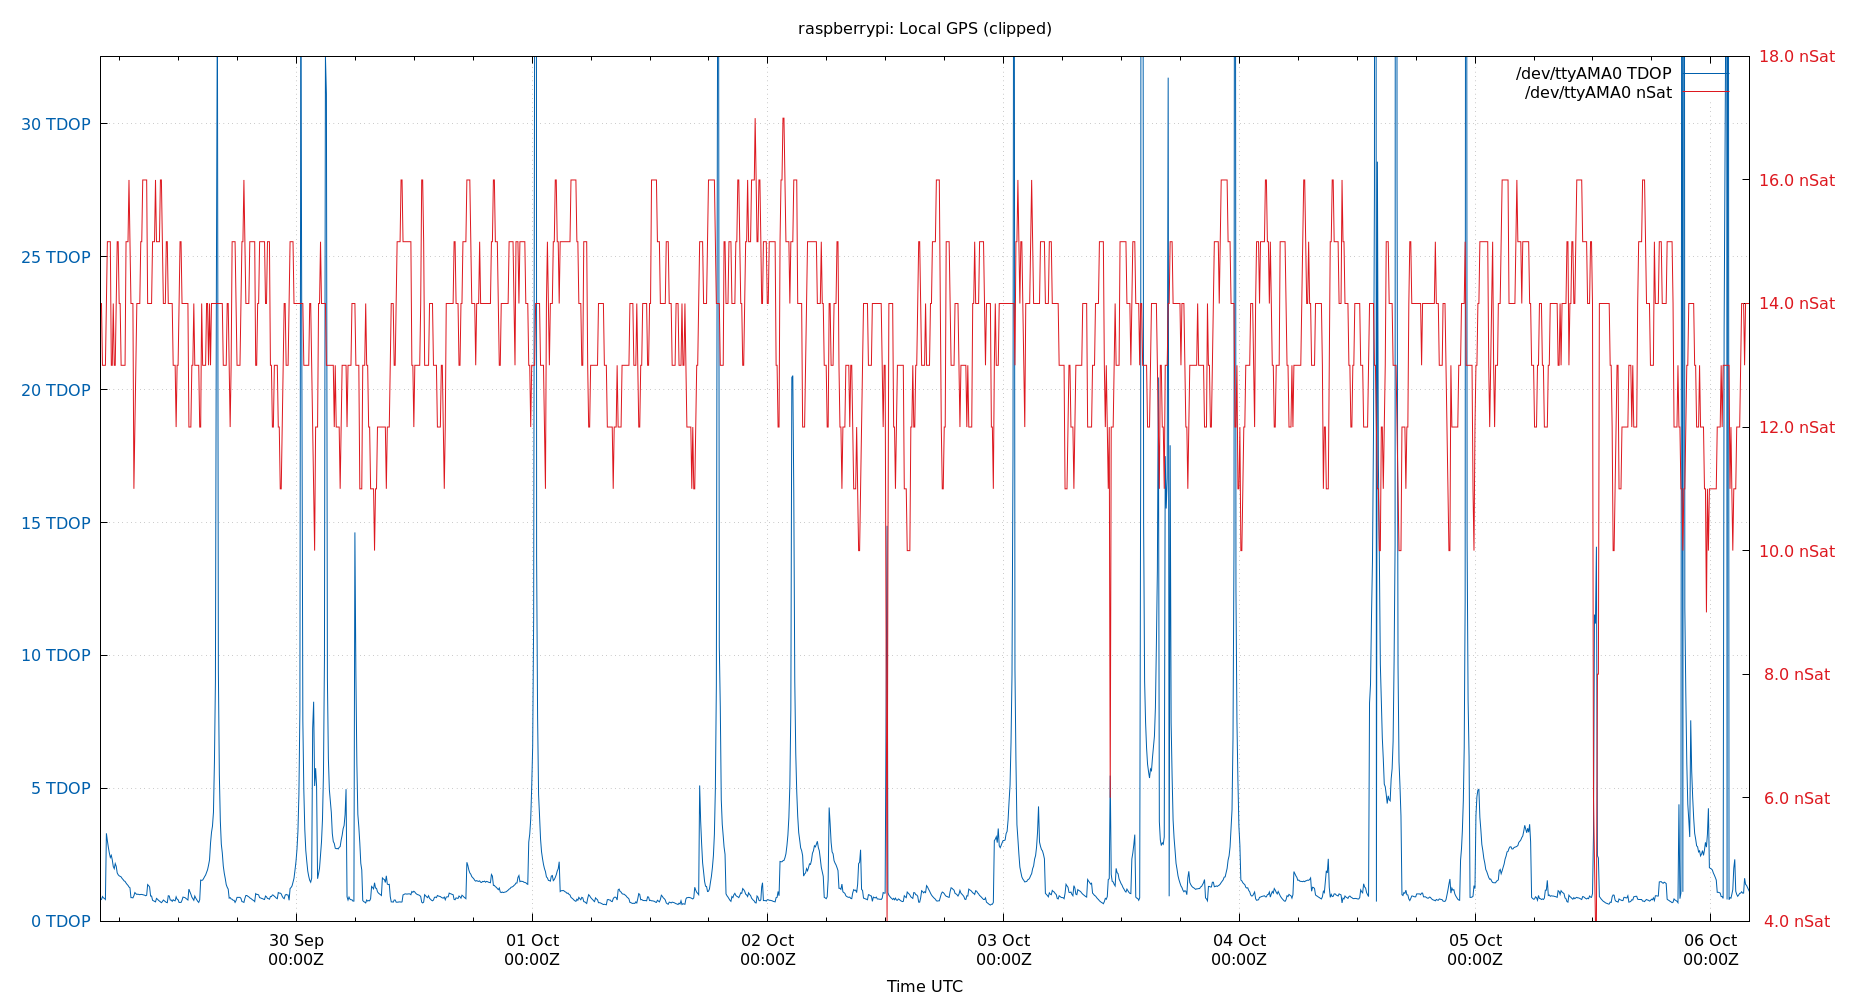 raspberrypi: Local GPS (clipped)
/dev/ttyAMA0 TDOP
/dev/ttyAMA0 nSat
30 TDOP
25 TDOP
20 TDOP
15 TDOP
10 TDOP
5 TDOP
0 TDOP
18.0 nSat
16.0 nSat
14.0 nSat
12.0 nSat
10.0 nSat
8.0 nSat
6.0 nSat
4.0 nSat
30 Sep
00:00Z
01 Oct
00:00Z
02 Oct
00:00Z
03 Oct
00:00Z
04 Oct
00:00Z
05 Oct
00:00Z
06 Oct
00:00Z
Time UTC